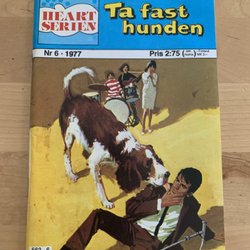 HEART
SERIEN
Ta fast
hunden
Nr 6 · 1977
Pris 2:75